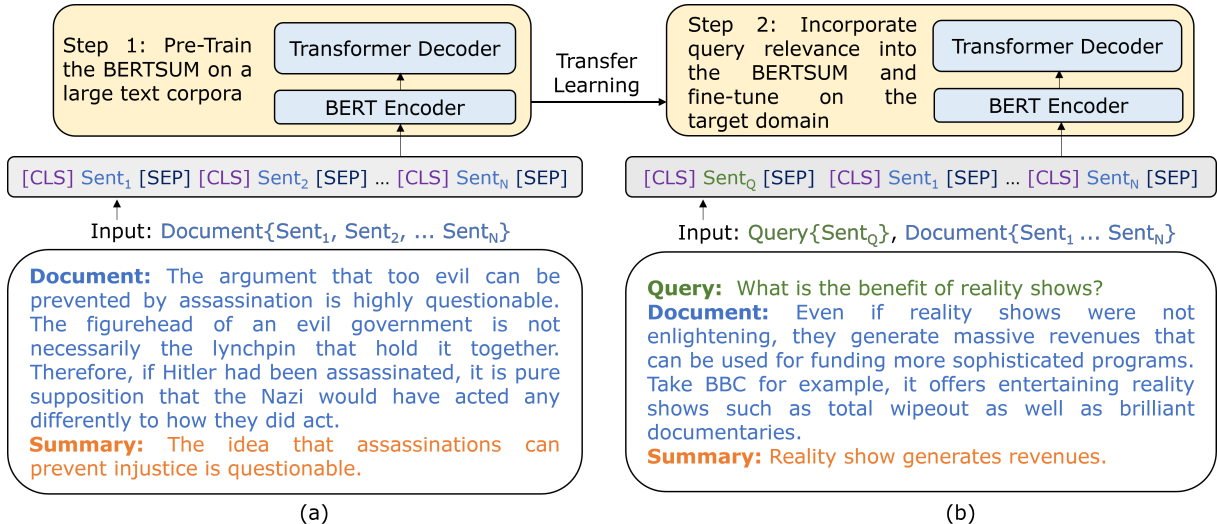 Step 1: Pre-Train
the BERTSUM on a
large text corpora
Transformer Decoder
BERT Encoder
Transfer
Learning
Step 2: Incorporate
query relevance into
the BERTSUM and
fine-tune on the
target domain
Transformer Decoder
BERT Encoder
[CLS] Sent1 [SEP] [CLS] Sent2 [SEP] ... [CLS] SentN [SEP]
Input: Document{Sent1, Sent2, ... SentN}
Document: The argument that too evil can be
prevented by assassination is highly questionable.
The figurehead of an evil government is not
necessarily the lynchpin that hold it together.
Therefore, if Hitler had been assassinated, it is pure
supposition that the Nazi would have acted any
differently to how they did act.
Summary: The idea that assassinations can
prevent injustice is questionable.
(a)
[CLS] SentQ [SEP] [CLS] Sent1 [SEP] ... [CLS] SentN [SEP]
Input: Query{SentQ}, Document{Sent1 ... SentN}
Query: What is the benefit of reality shows?
Document: Even if reality shows were not
enlightening, they generate massive revenues that
can be used for funding more sophisticated programs.
Take BBC for example, it offers entertaining reality
shows such as total wipeout as well as brilliant
documentaries.
Summary: Reality show generates revenues.
(b)